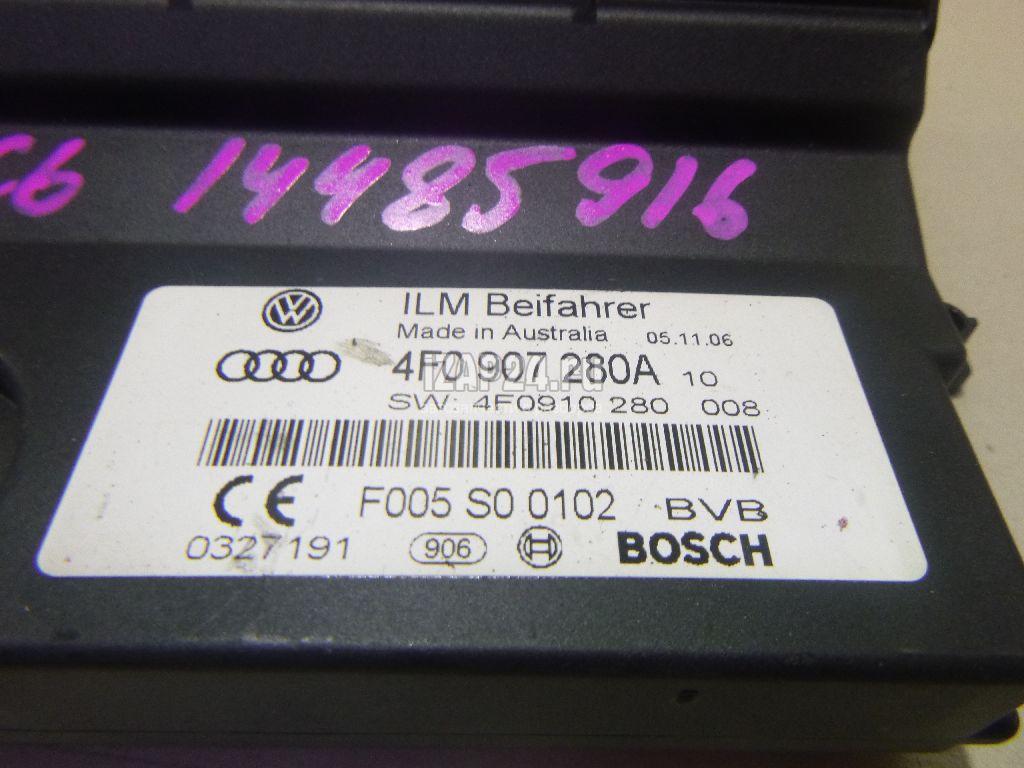 C6 14485916
ILM Beifahrer
Made in Australia 05.11.06
4F0 907 280A 10
SW: 4F0910 280 008
CE F005 S0 0102 BVB
0327191 906 BOSCH